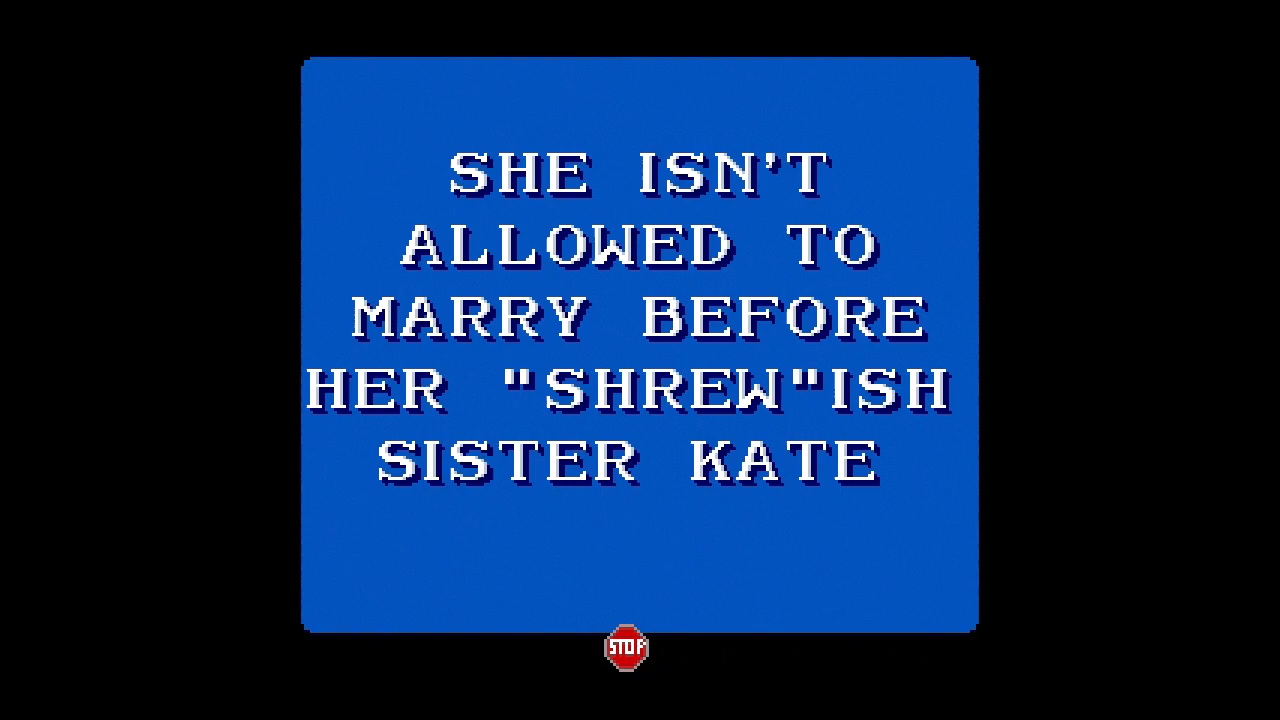 SHE ISN'T
ALLOWED TO
MARRY BEFORE
HER "SHREW"ISH
SISTER KATE
STOP